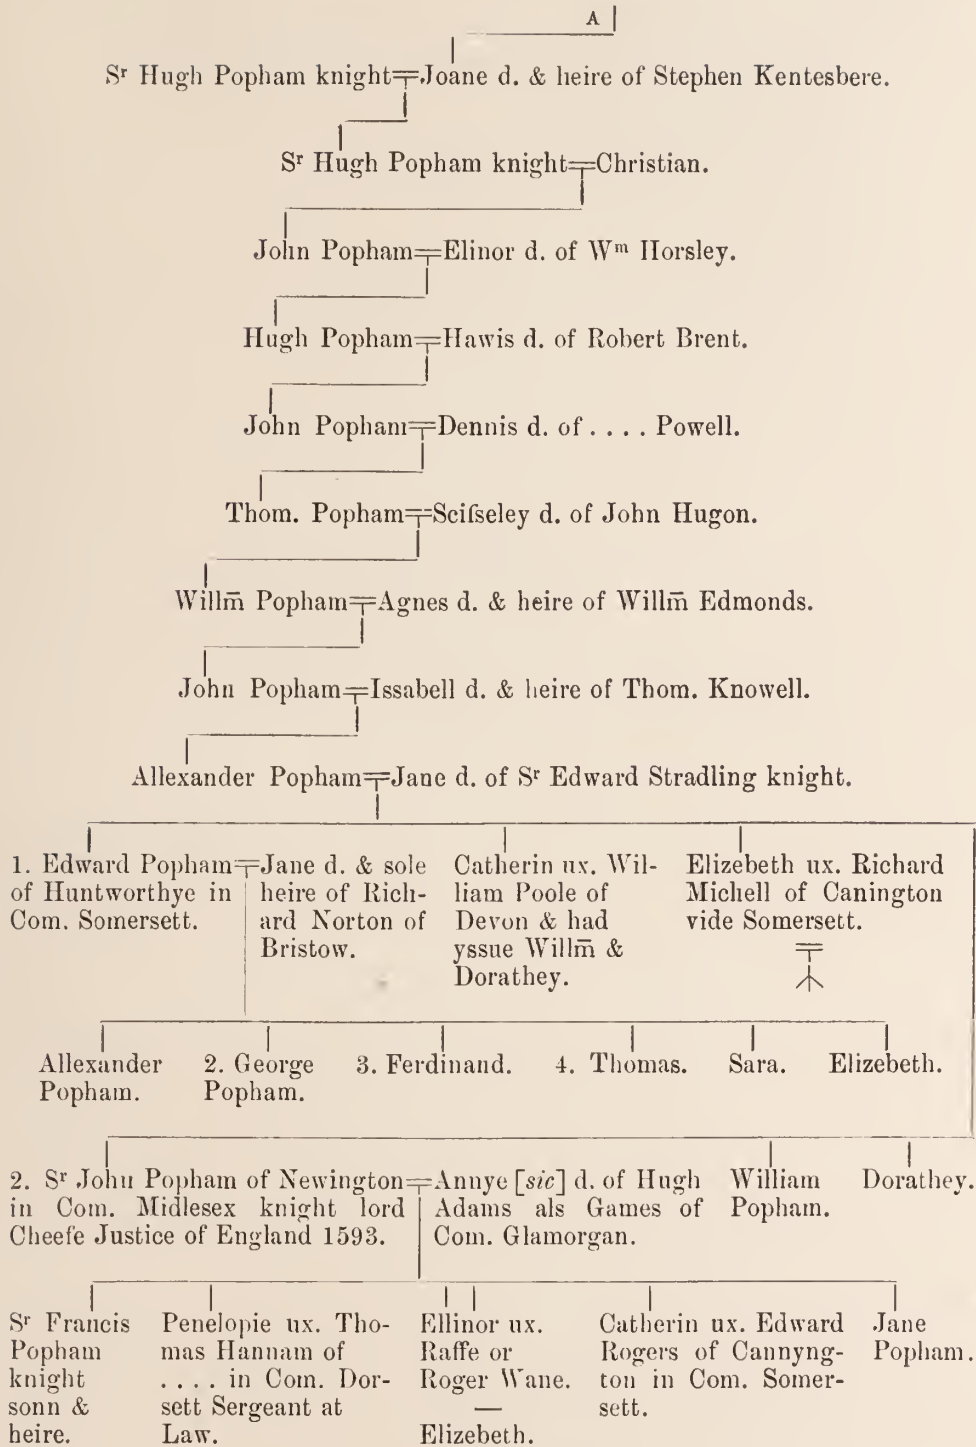 A
Sʳ Hugh Popham knight=Joane d. & heire of Stephen Kentesbere.
Sʳ Hugh Popham knight=Christian.
John Popham=Elinor d. of Wᵐ Horsley.
Hugh Popham=Hawis d. of Robert Brent.
John Popham=Dennis d. of . . . . Powell.
Thom. Popham=Sciſseley d. of John Hugon.
Willm̄ Popham=Agnes d. & heire of Willm̄ Edmonds.
John Popham=Issabell d. & heire of Thom. Knowell.
Allexander Popham=Jane d. of Sʳ Edward Stradling knight.
1. Edward Popham=
of Huntworthye in
Com. Somersett.
Jane d. & sole
heire of Rich-
ard Norton of
Bristow.
Catherin ux. Wil-
liam Poole of
Devon & had
yssue Willm̄ &
Dorathey.
Elizebeth ux. Richard
Michell of Canington
vide Somersett.
Allexander
Popham.
2. George
Popham.
3. Ferdinand.
4. Thomas.
Sara.
Elizebeth.
2. Sʳ John Popham of Newington=
in Com. Midlesex knight lord
Cheefe Justice of England 1593.
Annye [sic] d. of Hugh
Adams als Games of
Com. Glamorgan.
William
Popham.
Dorathey.
Sʳ Francis
Popham
knight
sonn &
heire.
Penelopie ux. Tho-
mas Hannam of
. . . . in Com. Dor-
sett Sergeant at
Law.
Ellinor ux.
Raffe or
Roger Wane.
—
Elizebeth.
Catherin ux. Edward
Rogers of Cannyng-
ton in Com. Somer-
sett.
Jane
Popham.